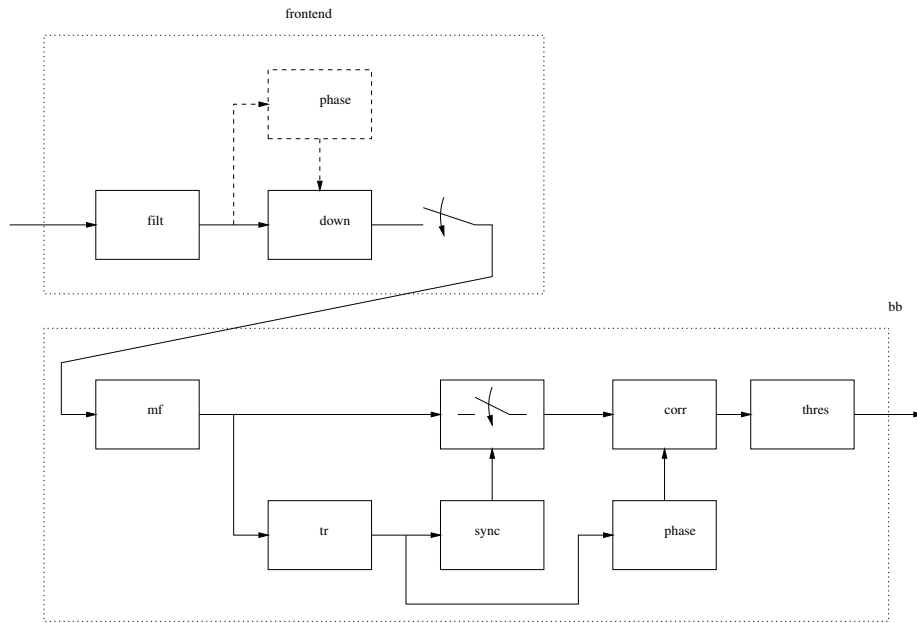 frontend
phase
filt
down
bb
mf
corr
thres
tr
sync
phase